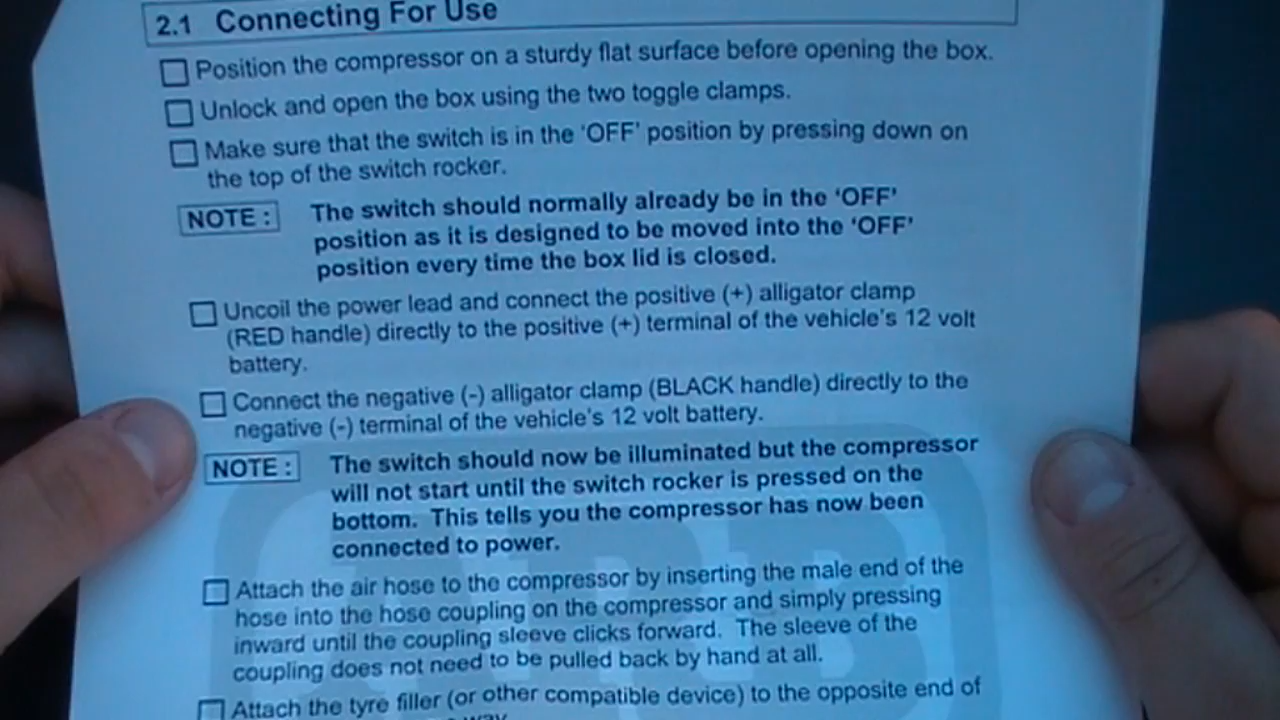 2.1 Connecting For Use
Position the compressor on a sturdy flat surface before opening the box.
Unlock and open the box using the two toggle clamps.
Make sure that the switch is in the ‘OFF’ position by pressing down on
the top of the switch rocker.
NOTE : The switch should normally already be in the ‘OFF’
position as it is designed to be moved into the ‘OFF’
position every time the box lid is closed.
Uncoil the power lead and connect the positive (+) alligator clamp
(RED handle) directly to the positive (+) terminal of the vehicle’s 12 volt
battery.
Connect the negative (-) alligator clamp (BLACK handle) directly to the
negative (-) terminal of the vehicle’s 12 volt battery.
NOTE : The switch should now be illuminated but the compressor
will not start until the switch rocker is pressed on the
bottom. This tells you the compressor has now been
connected to power.
Attach the air hose to the compressor by inserting the male end of the
hose into the hose coupling on the compressor and simply pressing
inward until the coupling sleeve clicks forward. The sleeve of the
coupling does not need to be pulled back by hand at all.
Attach the tyre filler (or other compatible device) to the opposite end of
way